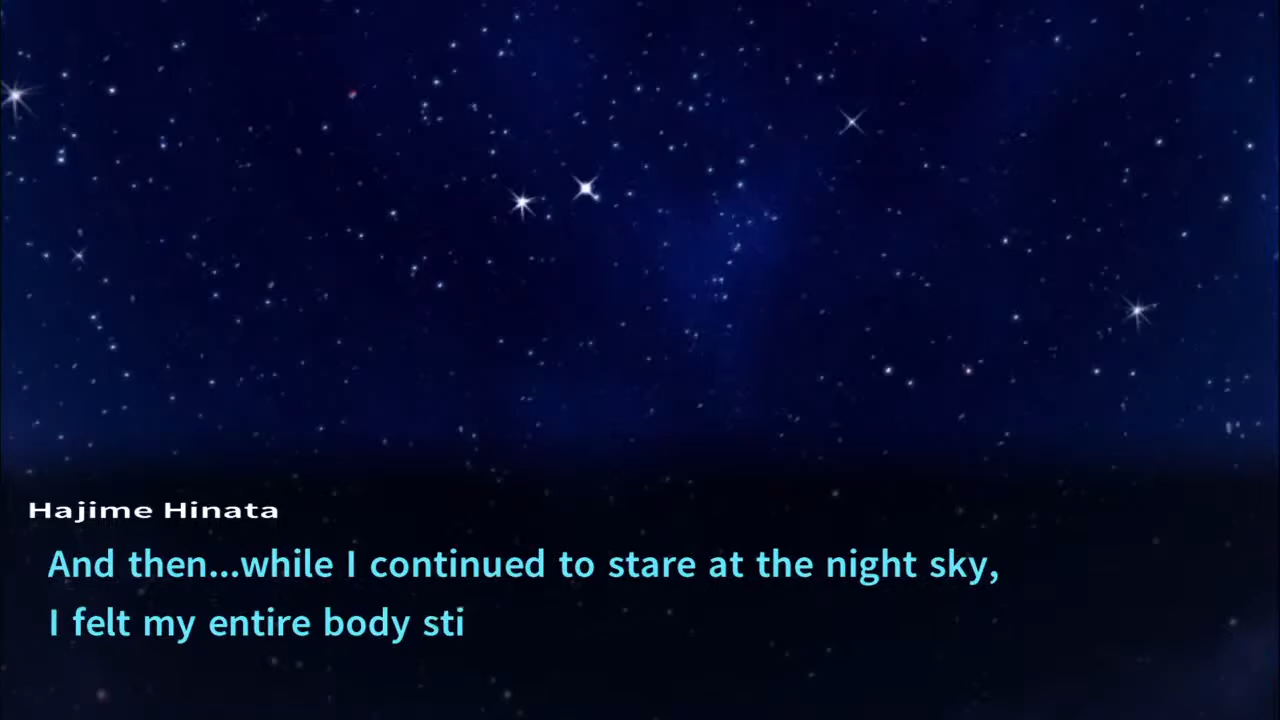 Hajime Hinata
And then...while I continued to stare at the night sky,
I felt my entire body sti